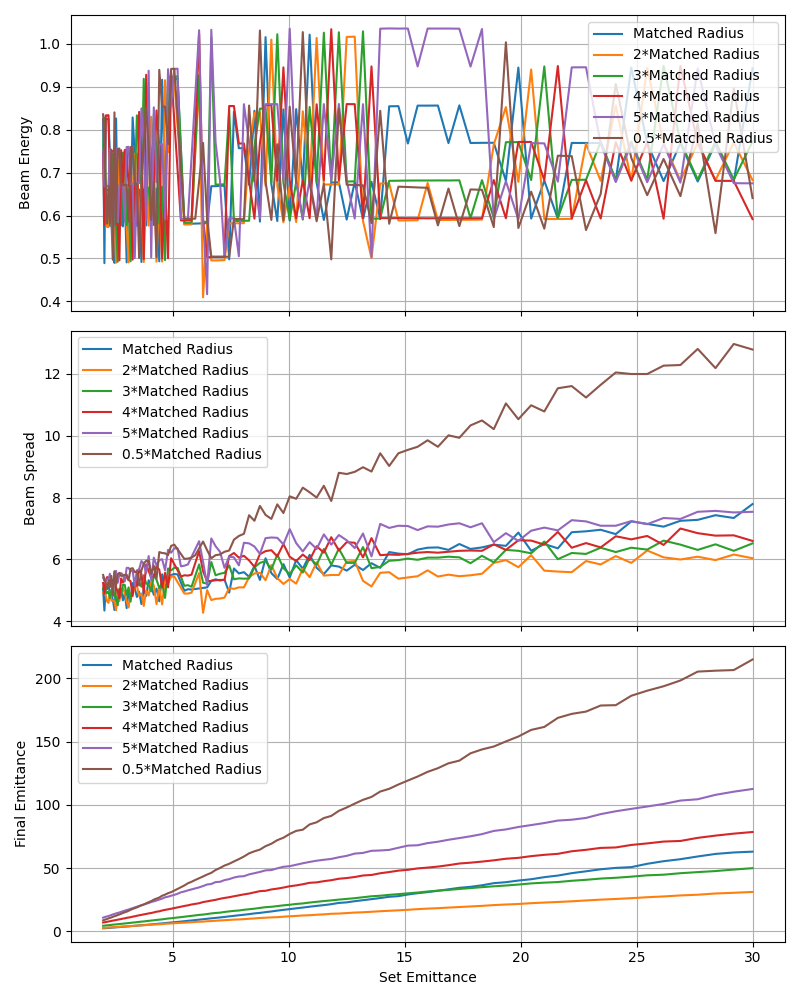 Beam Energy
1.0
0.9
0.8
0.7
0.6
0.5
0.4
Matched Radius
2*Matched Radius
3*Matched Radius
4*Matched Radius
5*Matched Radius
0.5*Matched Radius
Beam Spread
12
10
8
6
4
Matched Radius
2*Matched Radius
3*Matched Radius
4*Matched Radius
5*Matched Radius
0.5*Matched Radius
Final Emittance
200
150
100
50
0
Matched Radius
2*Matched Radius
3*Matched Radius
4*Matched Radius
5*Matched Radius
0.5*Matched Radius
5 10 15 20 25 30
Set Emittance